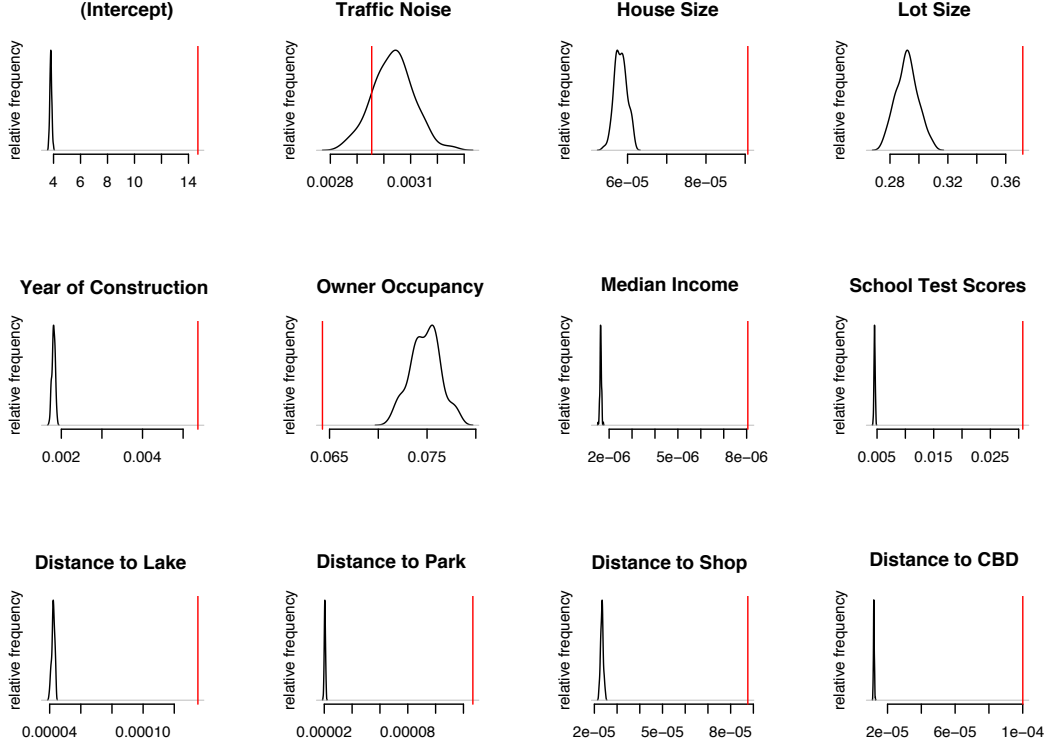 (Intercept)
relative frequency
4 6 8 10 14
Traffic Noise
relative frequency
0.0028 0.0031
House Size
relative frequency
6e−05 8e−05
Lot Size
relative frequency
0.28 0.32 0.36
Year of Construction
relative frequency
0.002 0.004
Owner Occupancy
relative frequency
0.065 0.075
Median Income
relative frequency
2e−06 5e−06 8e−06
School Test Scores
relative frequency
0.005 0.015 0.025
Distance to Lake
relative frequency
0.00004 0.00010
Distance to Park
relative frequency
0.00002 0.00008
Distance to Shop
relative frequency
2e−05 5e−05 8e−05
Distance to CBD
relative frequency
2e−05 6e−05 1e−04